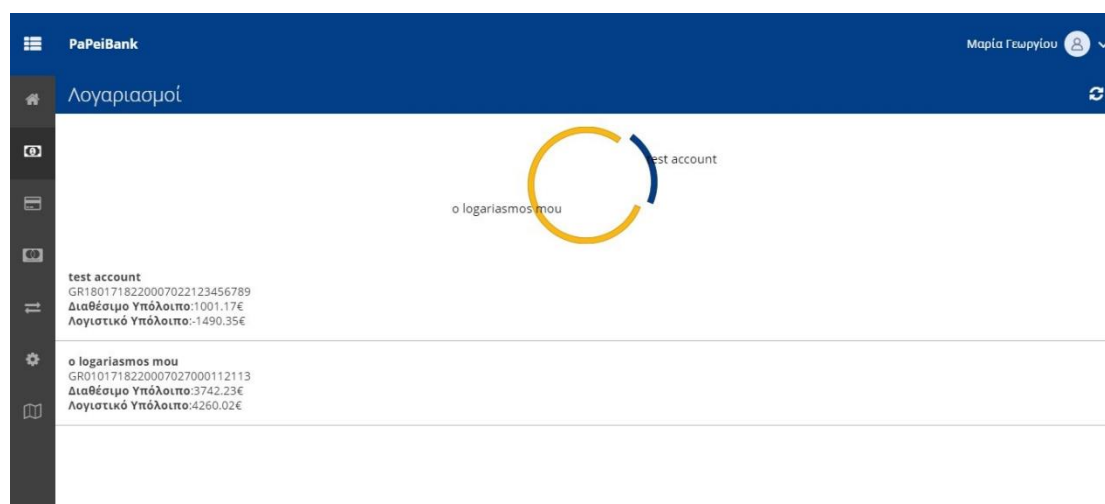 PaPeiBank
Μαρία Γεωργίου
Λογαριασμοί
test account
o logariasmos mou
test account
GR1801718220007022123456789
Διαθέσιμο Υπόλοιπο:1001.17€
Λογιστικό Υπόλοιπο:-1490.35€
o logariasmos mou
GR0101718220007027000112113
Διαθέσιμο Υπόλοιπο:3742.23€
Λογιστικό Υπόλοιπο:4260.02€